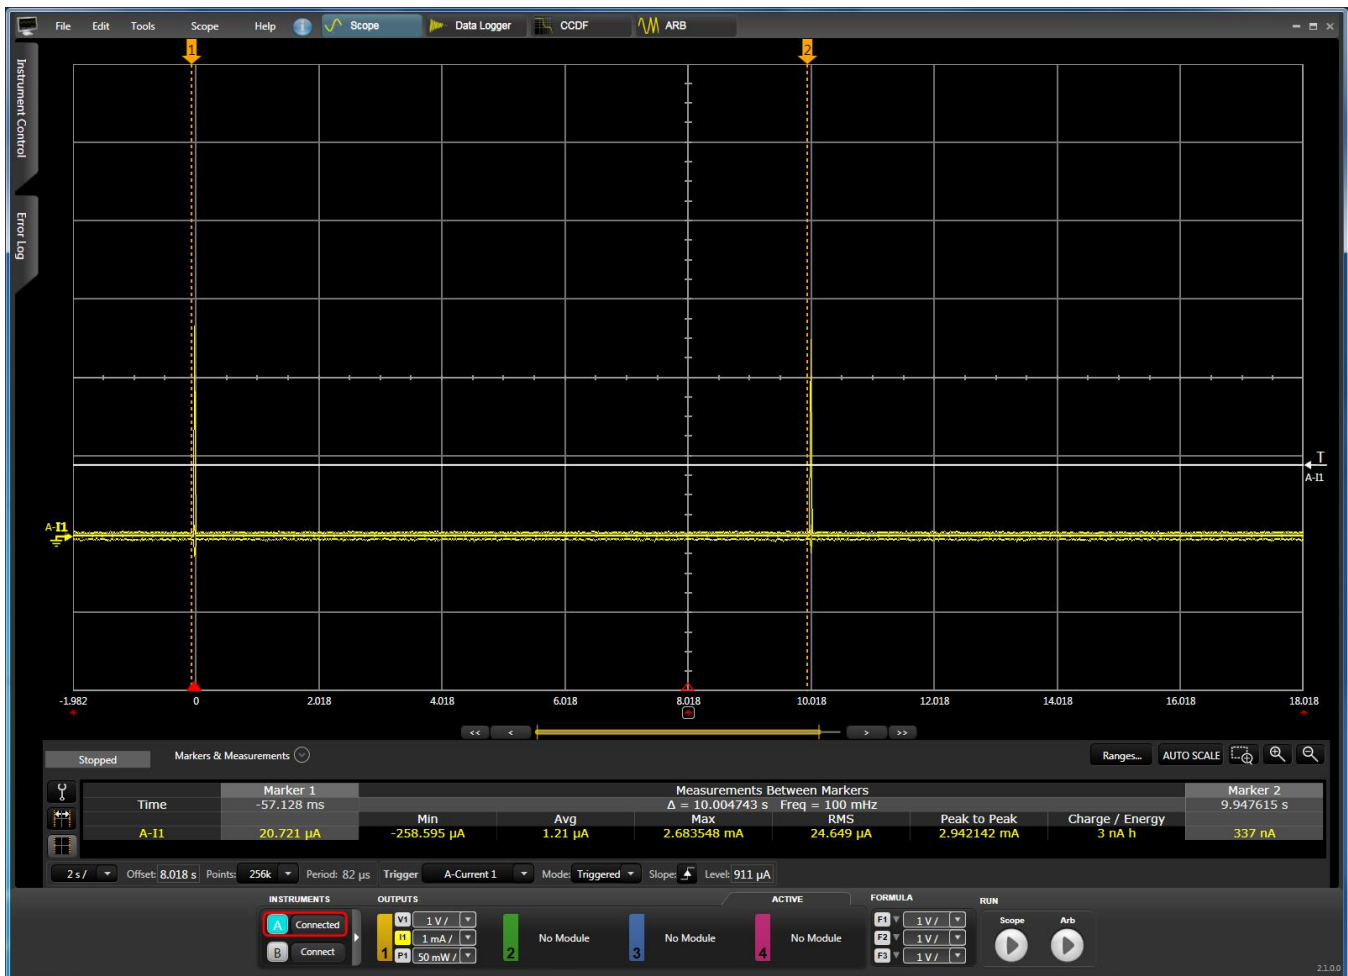 File Edit Tools Scope Help Scope Data Logger CCDF ARB
1 2
Instrument Control
Error Log
T
A-I1
A-I1
-1.982 0 2.018 4.018 6.018 8.018 10.018 12.018 14.018 16.018 18.018
<< < > >>
Stopped Markers & Measurements Ranges... AUTO SCALE
Marker 1 Measurements Between Markers Marker 2
Time -57.128 ms Δ = 10.004743 s Freq = 100 mHz 9.947615 s
Min Avg Max RMS Peak to Peak Charge / Energy
A-I1 20.721 µA -258.595 µA 1.21 µA 2.683548 mA 24.649 µA 2.942142 mA 3 nA h 337 nA
2 s/ Offset: 8.018 s Points: 256k Period: 82 µs Trigger A-Current 1 Mode: Triggered Slope: Level: 911 µA
INSTRUMENTS OUTPUTS ACTIVE FORMULA RUN
A Connected V1 1 V/ F1 1 V/ Scope Arb
I1 1 mA/ No Module No Module No Module F2 1 V/
B Connect 1 P1 50 mW/ 2 3 4 F3 1 V/
2.1.0.0